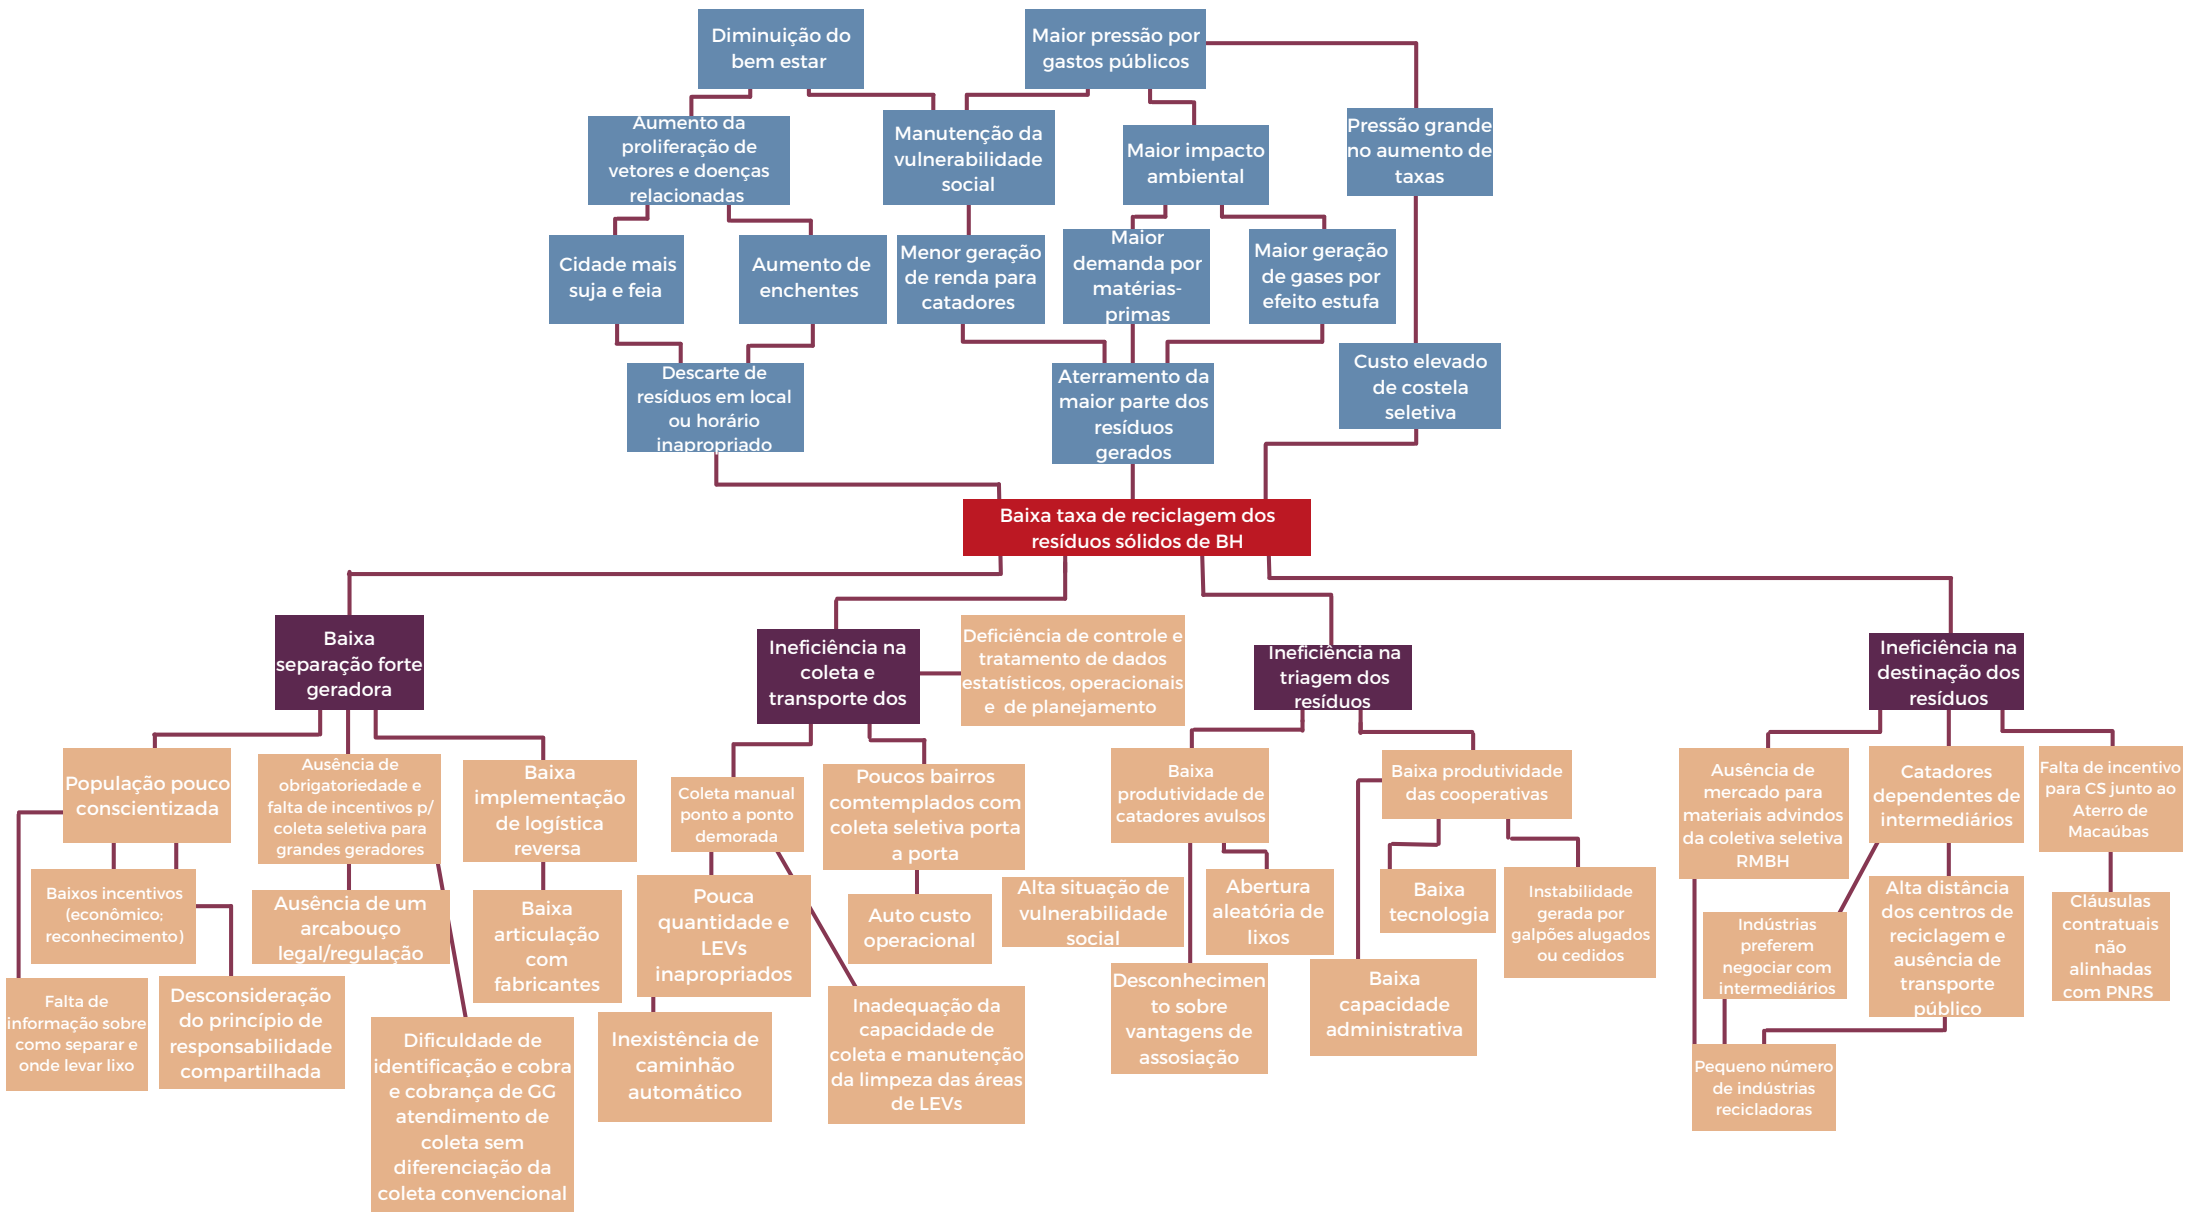 Diminuição do
bem estar
Maior pressão por
gastos públicos
Aumento da
proliferação de
vetores e doenças
relacionadas
Manutenção da
vulnerabilidade
social
Maior impacto
ambiental
Pressão grande
no aumento de
taxas
Cidade mais
suja e feia
Aumento de
enchentes
Menor geração
de renda para
catadores
Maior
demanda por
matérias-
primas
Maior geração
de gases por
efeito estufa
Descarte de
resíduos em local
ou horário
inapropriado
Aterramento da
maior parte dos
resíduos
gerados
Custo elevado
de costela
seletiva
Baixa taxa de reciclagem dos
resíduos sólidos de BH
Baixa
separação forte
geradora
Ineficiência na
coleta e
transporte dos
Deficiência de controle e
tratamento de dados
estatísticos, operacionais
e de planejamento
Ineficiência na
triagem dos
resíduos
Ineficiência na
destinação dos
resíduos
População pouco
conscientizada
Ausência de
obrigatoriedade e
falta de incentivos p/
coleta seletiva para
grandes geradores
Baixa
implementação
de logística
reversa
Coleta manual
ponto a ponto
demorada
Poucos bairros
comtemplados com
coleta seletiva porta
a porta
Baixa
produtividade de
catadores avulsos
Baixa produtividade
das cooperativas
Ausência de
mercado para
materiais advindos
da coletiva seletiva
RMBH
Catadores
dependentes de
intermediários
Falta de incentivo
para CS junto ao
Aterro de
Macaúbas
Baixos incentivos
(econômico;
reconhecimento)
Ausência de um
arcabouço
legal/regulação
Baixa
articulação
com
fabricantes
Pouca
quantidade e
LEVs
inapropriados
Auto custo
operacional
Alta situação de
vulnerabilidade
social
Abertura
aleatória de
lixos
Baixa
tecnologia
Instabilidade
gerada por
galpões alugados
ou cedidos
Indústrias
preferem
negociar com
intermediários
Alta distância
dos centros de
reciclagem e
ausência de
transporte
público
Cláusulas
contratuais
não
alinhadas
com PNRS
Falta de
informação sobre
como separar e
onde levar lixo
Desconsideração
do princípio de
responsabilidade
compartilhada
Dificuldade de
identificação e cobra
e cobrança de GG
atendimento de
coleta sem
diferenciação da
coleta convencional
Inexistência de
caminhão
automático
Inadequação da
capacidade de
coleta e manutenção
da limpeza das áreas
de LEVs
Desconhecimen
to sobre
vantagens de
assosiação
Baixa
capacidade
administrativa
Pequeno número
de indústrias
recicladoras